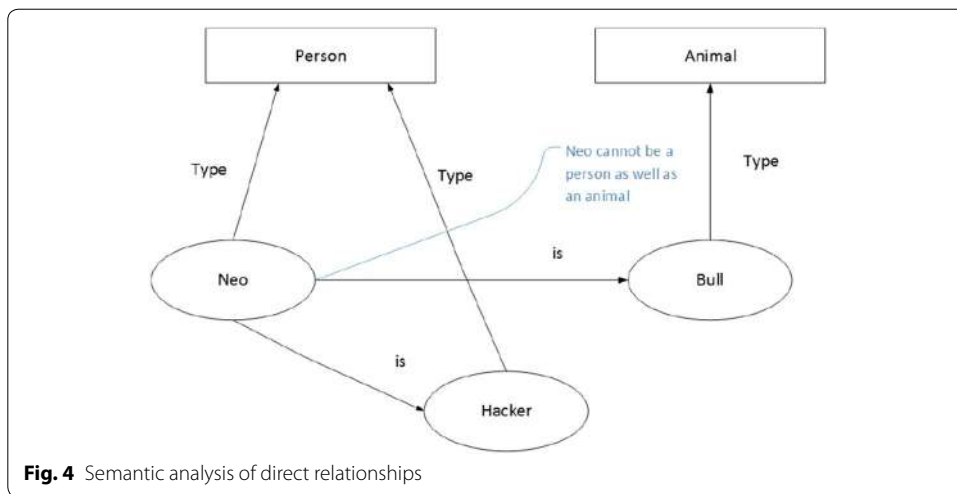 Person
Animal
Type
Type
Neo cannot be a
person as well as
an animal
Type
Neo
is
Bull
is
Hacker
Fig. 4 Semantic analysis of direct relationships